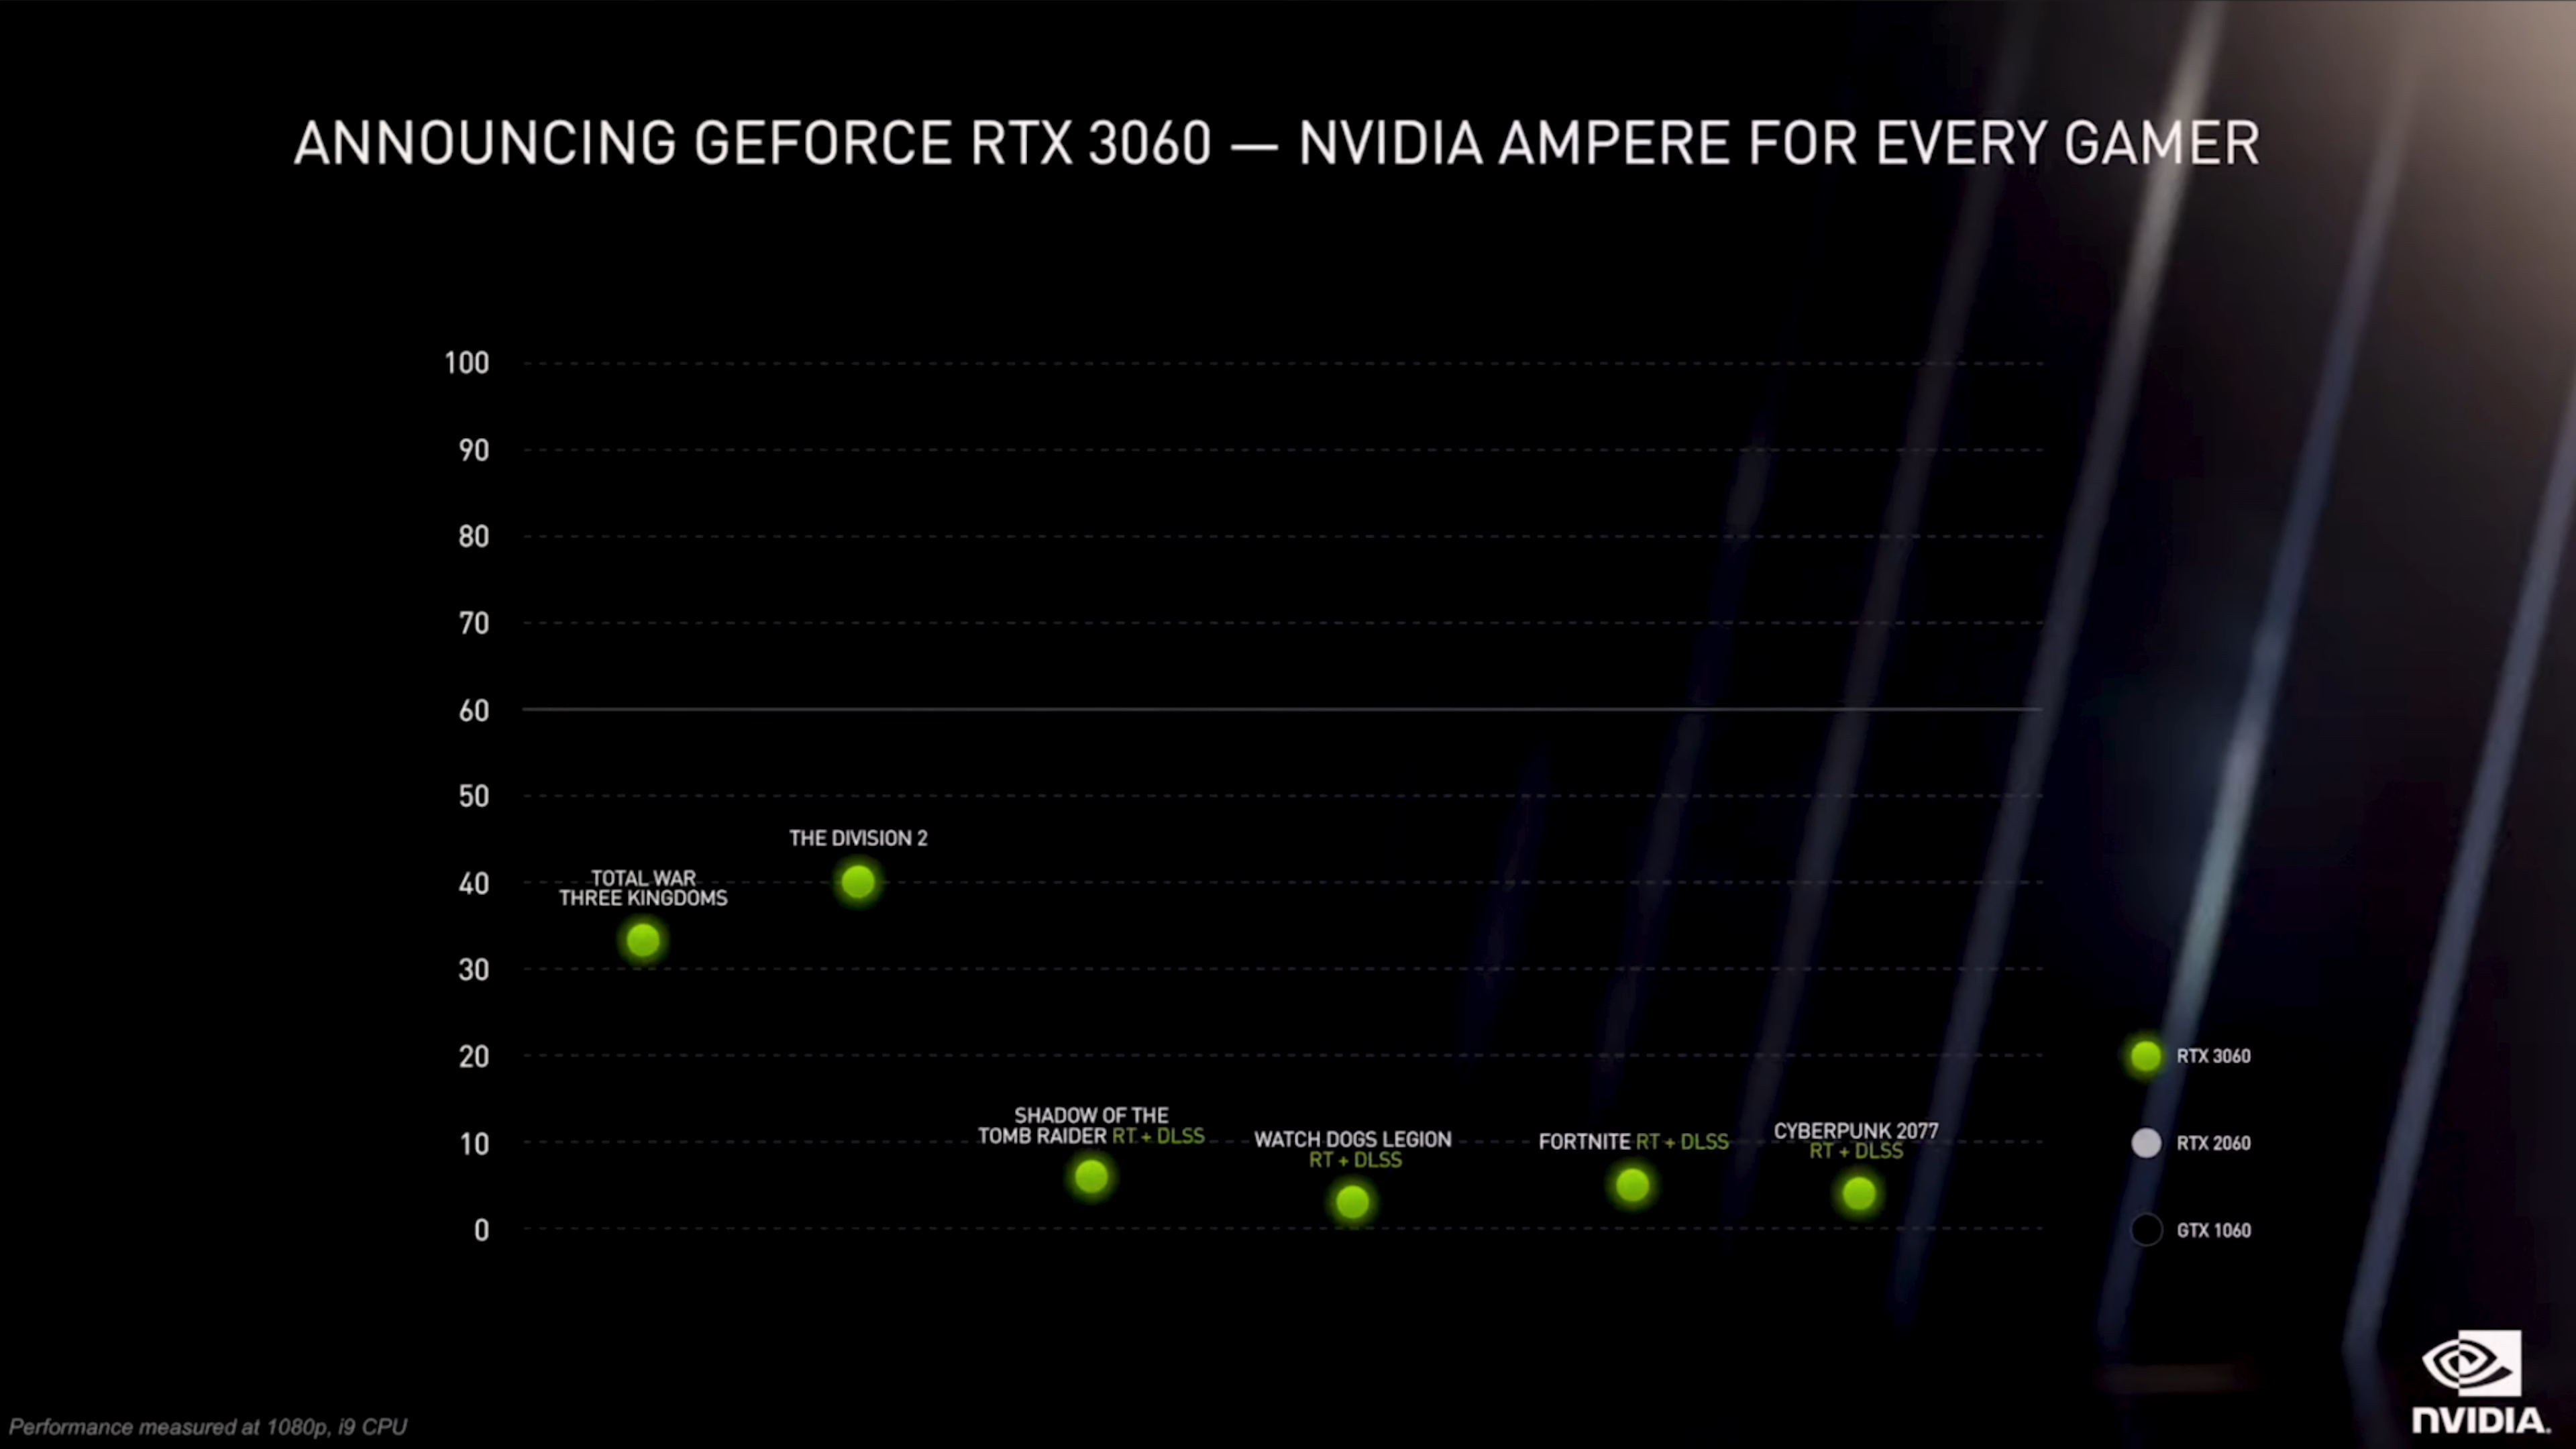 ANNOUNCING GEFORCE RTX 3060 — NVIDIA AMPERE FOR EVERY GAMER
100
90
80
70
60
50
40
30
20
10
0
TOTAL WAR
THREE KINGDOMS
THE DIVISION 2
SHADOW OF THE
TOMB RAIDER RT + DLSS
WATCH DOGS LEGION
RT + DLSS
FORTNITE RT + DLSS
CYBERPUNK 2077
RT + DLSS
RTX 3060
RTX 2060
GTX 1060
Performance measured at 1080p, i9 CPU
NVIDIA.